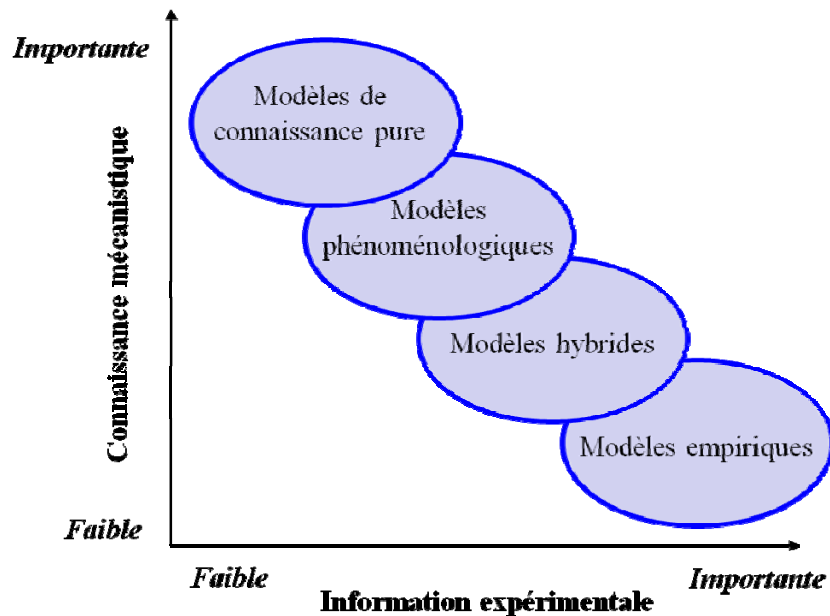 Importante
Modèles de
connaissance pure
Modèles
phénoménologiques
Modèles hybrides
Modèles empiriques
Connaissance mécanistique
Faible
Faible
Importante
Information expérimentale